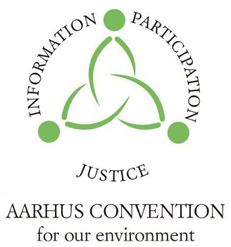 INFORMATION
PARTICIPATION
JUSTICE
AARHUS CONVENTION
for our environment